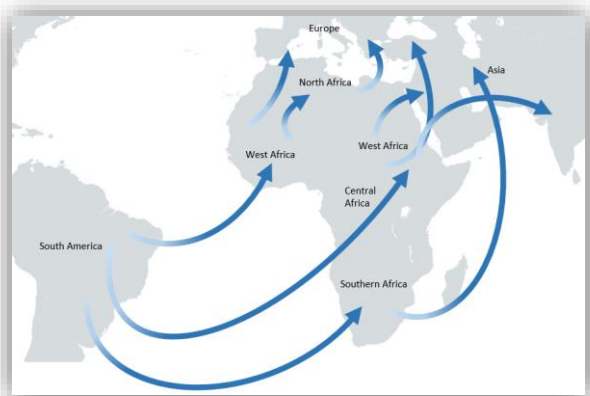 Europe
Asia
North Africa
West Africa
West Africa
Central
Africa
South America
Southern Africa